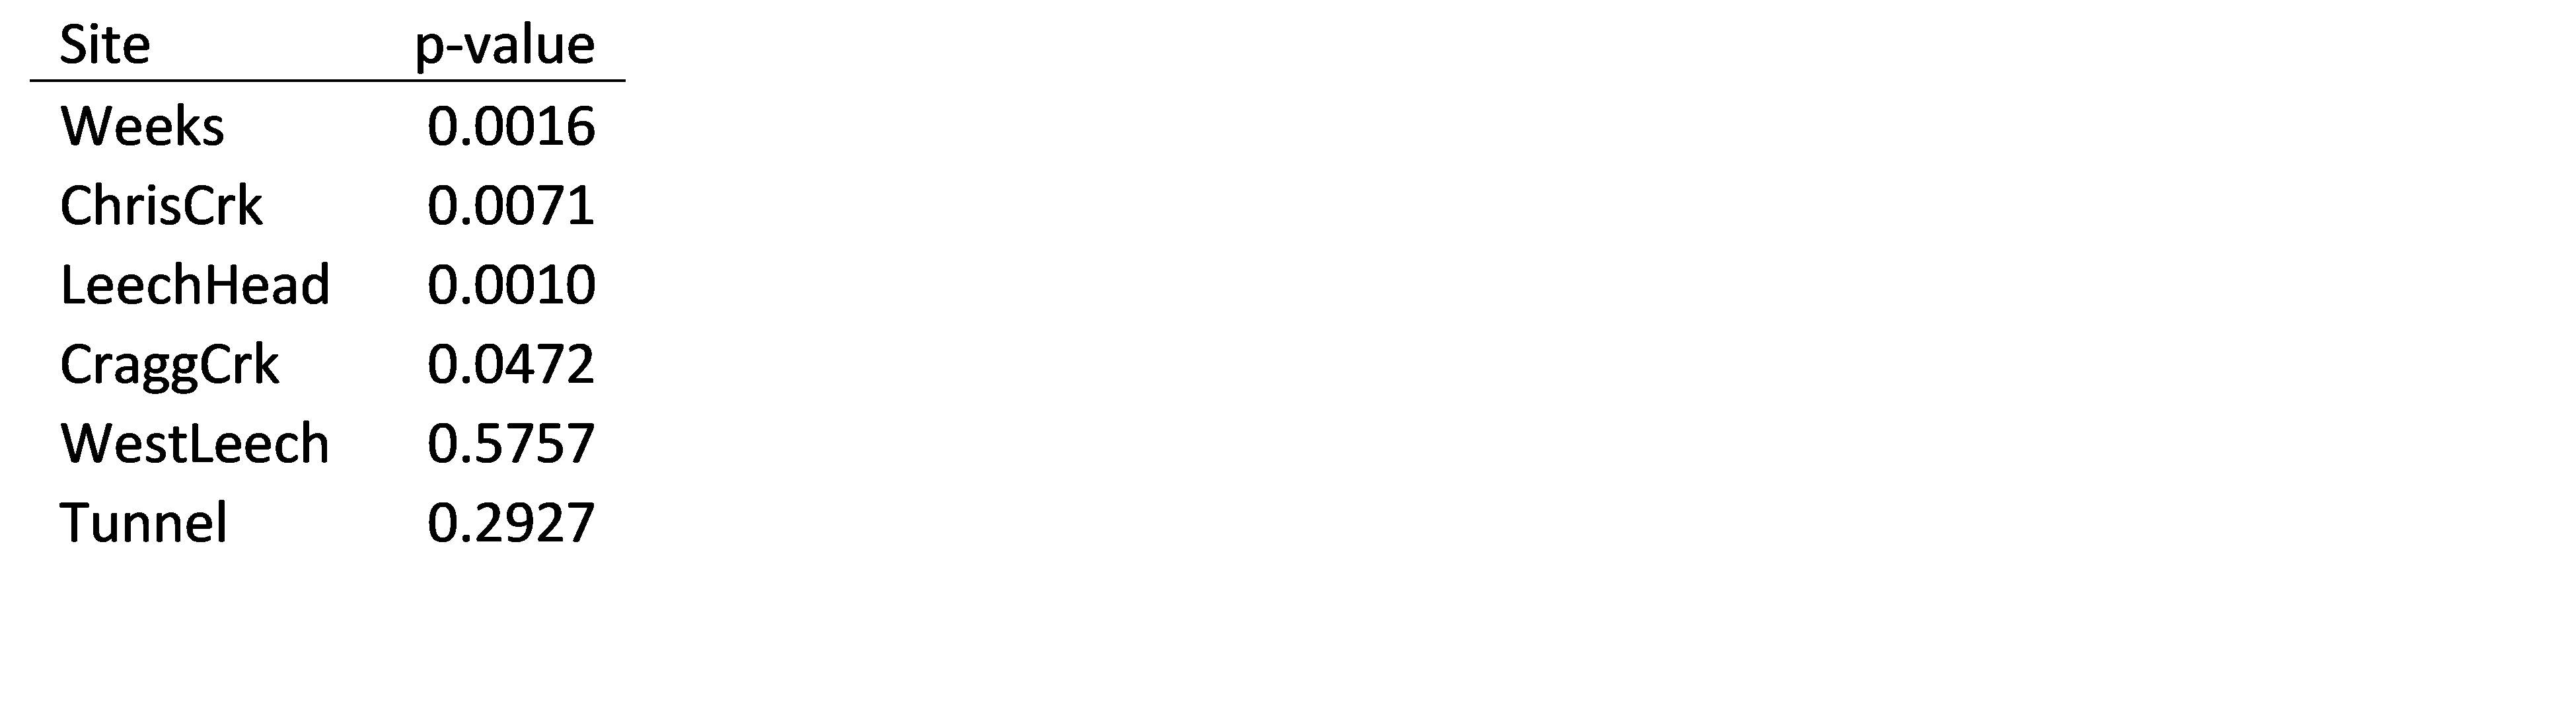 Site p-value
Weeks 0.0016
ChrisCrk 0.0071
LeechHead 0.0010
CraggCrk 0.0472
WestLeech 0.5757
Tunnel 0.2927